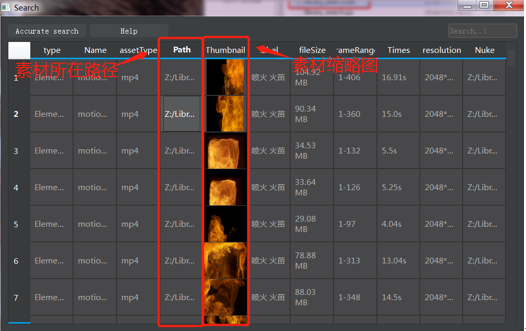 Search
Accurate search Help Search..!
type Name assetType Path Thumbnail fileSize rameRang Times resolution Nuke
素材所在路径 素材缩略图
1 Eleme... motio... mp4 Z:/Libr... 喷火 火苗 104.92 MB 1-406 16.91s 2048*... Z:/Libr...
2 Eleme... motio... mp4 Z:/Libr... 喷火 火苗 90.34 MB 1-360 15.0s 2048*... Z:/Libr...
3 Eleme... motio... mp4 Z:/Libr... 喷火 火苗 34.53 MB 1-132 5.5s 2048*... Z:/Libr...
4 Eleme... motio... mp4 Z:/Libr... 喷火 火苗 33.64 MB 1-126 5.25s 2048*... Z:/Libr...
5 Eleme... motio... mp4 Z:/Libr... 喷火 火苗 29.08 MB 1-97 4.04s 2048*... Z:/Libr...
6 Eleme... motio... mp4 Z:/Libr... 喷火 火苗 78.88 MB 1-313 13.04s 2048*... Z:/Libr...
7 Eleme... motio... mp4 Z:/Libr... 喷火 火苗 88.03 MB 1-348 14.5s 2048*... Z:/Libr...